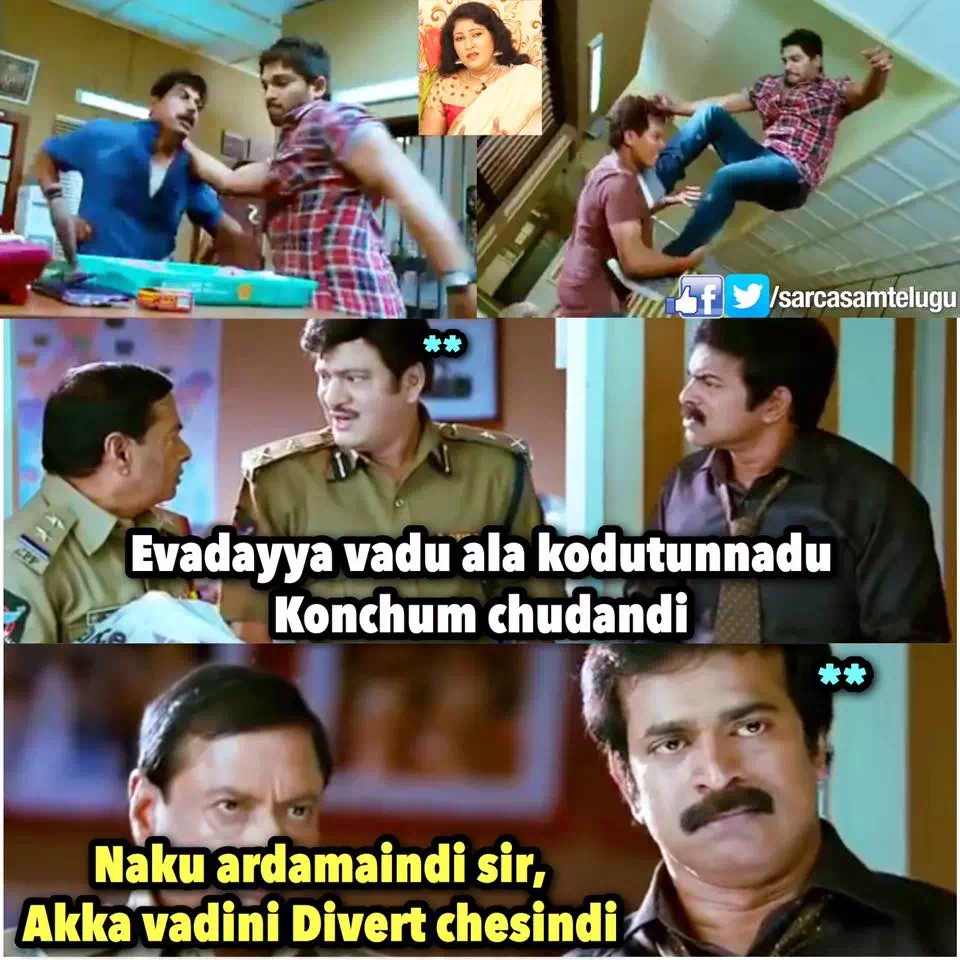 /sarcasamtelugu
**
Evadayya vadu ala kodutunnadu
Konchum chudandi
**
Naku ardamaindi sir,
Akka vadini Divert chesindi